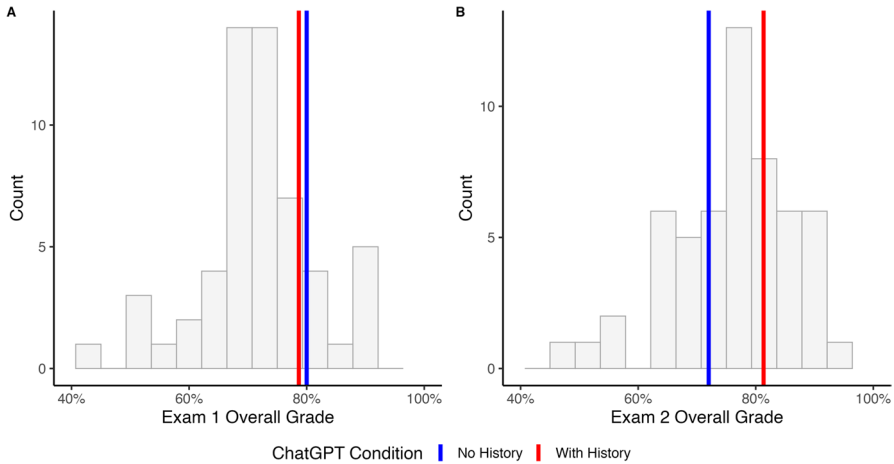 A
B
10
5
0
Count
40%
60%
80%
100%
Exam 1 Overall Grade
10
5
0
Count
40%
60%
80%
100%
Exam 2 Overall Grade
ChatGPT Condition No History With History